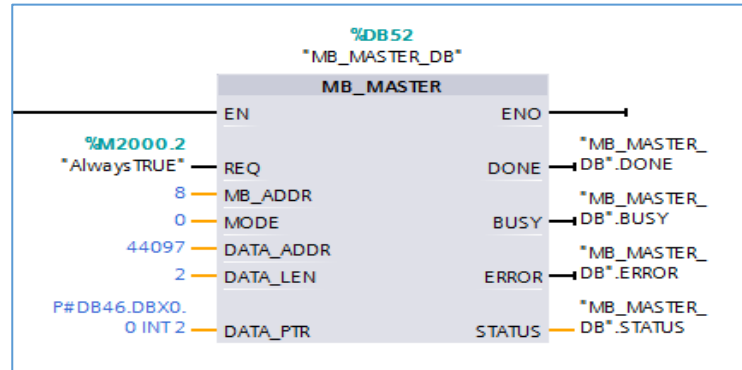 %DB52
"MB_MASTER_DB"
MB_MASTER
EN
ENO
%M2000.2
"AlwaysTRUE"
REQ
DONE
"MB_MASTER_
DB".DONE
8
MB_ADDR
0
MODE
BUSY
"MB_MASTER_
DB".BUSY
44097
DATA_ADDR
2
DATA_LEN
ERROR
"MB_MASTER_
DB".ERROR
P#DB46.DBX0.
0 INT 2
DATA_PTR
STATUS
"MB_MASTER_
DB".STATUS